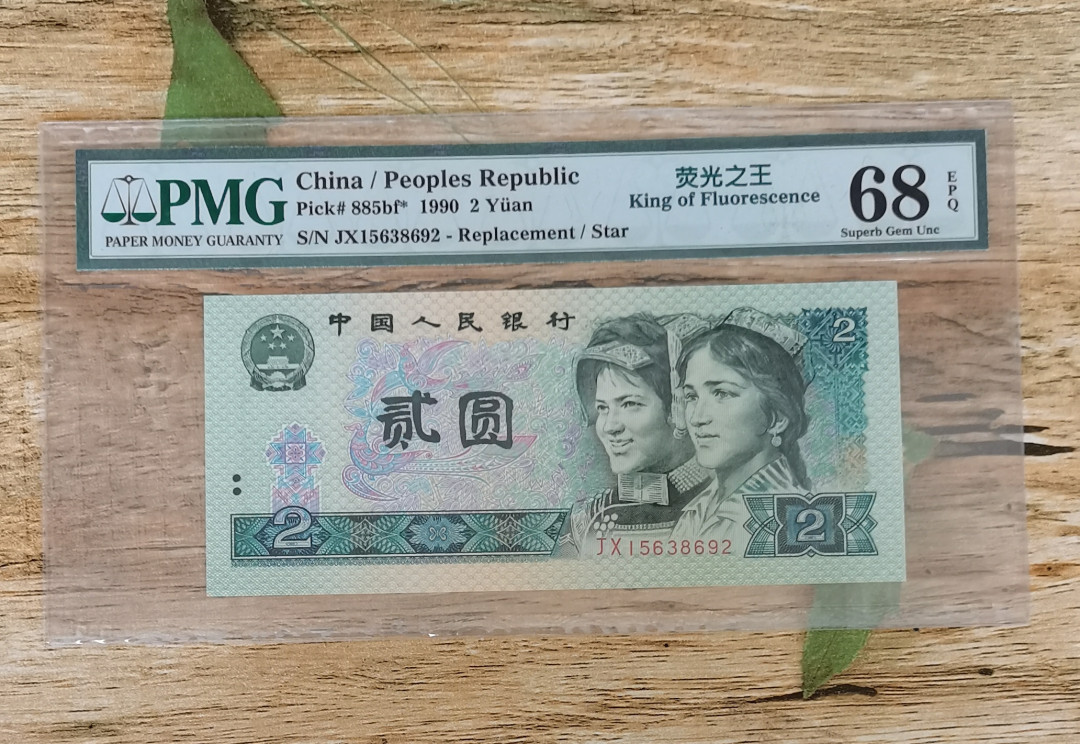 PMG
PAPER MONEY GUARANTY
China / Peoples Republic
Pick# 885bf* 1990 2 Yüan
S/N JX15638692 - Replacement / Star
荧光之王
King of Fluorescence
68
EPQ
Superb Gem Unc
中国人民银行
2
贰圆
2
JX15638692
2